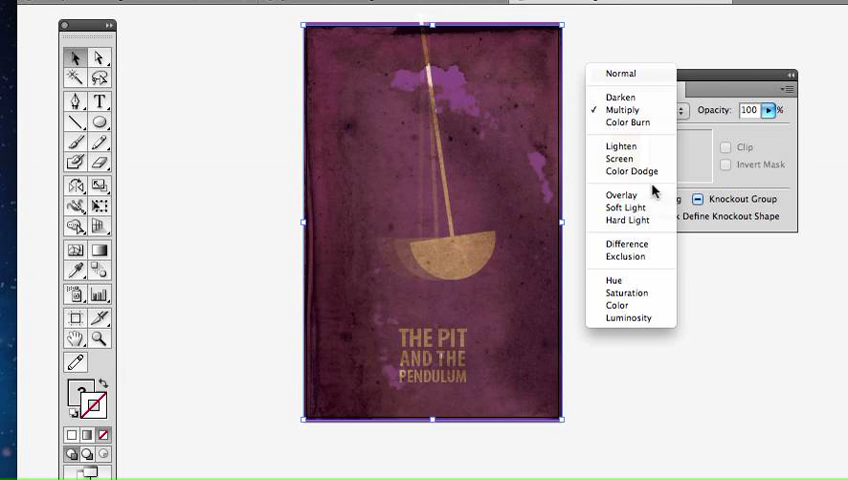 Normal
Darken
✓ Multiply
Color Burn
Lighten
Screen
Color Dodge
Overlay
Soft Light
Hard Light
Difference
Exclusion
Hue
Saturation
Color
Luminosity
Opacity: 100 %
Clip
Invert Mask
Knockout Group
Define Knockout Shape
THE PIT
AND THE
PENDULUM
T
?